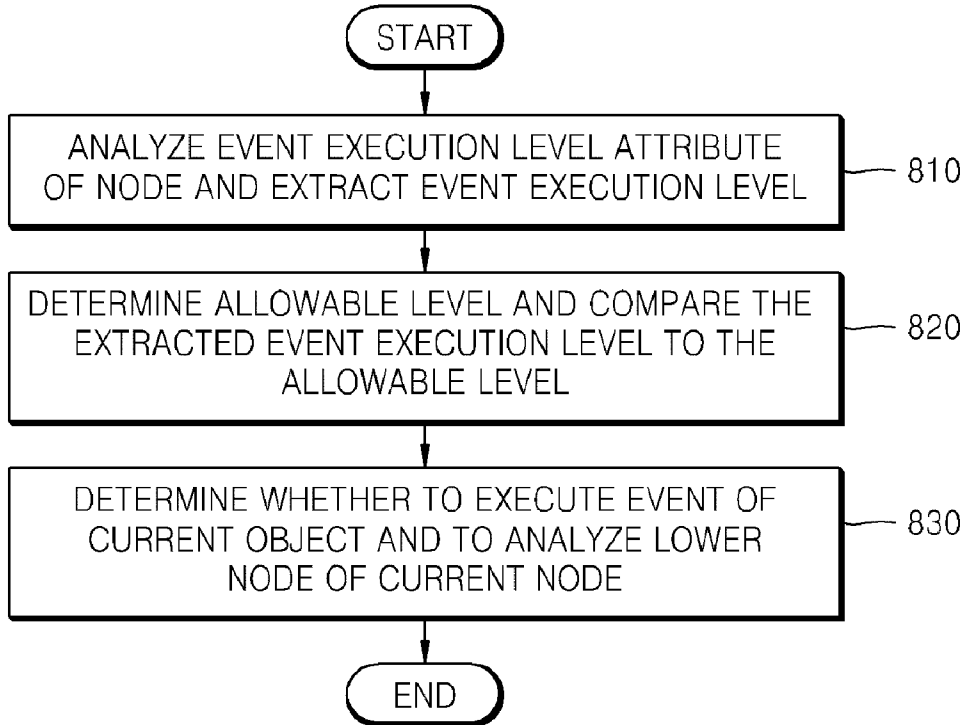 START
ANALYZE EVENT EXECUTION LEVEL ATTRIBUTE
OF NODE AND EXTRACT EVENT EXECUTION LEVEL
810
DETERMINE ALLOWABLE LEVEL AND COMPARE THE
EXTRACTED EVENT EXECUTION LEVEL TO THE
ALLOWABLE LEVEL
820
DETERMINE WHETHER TO EXECUTE EVENT OF
CURRENT OBJECT AND TO ANALYZE LOWER
NODE OF CURRENT NODE
830
END